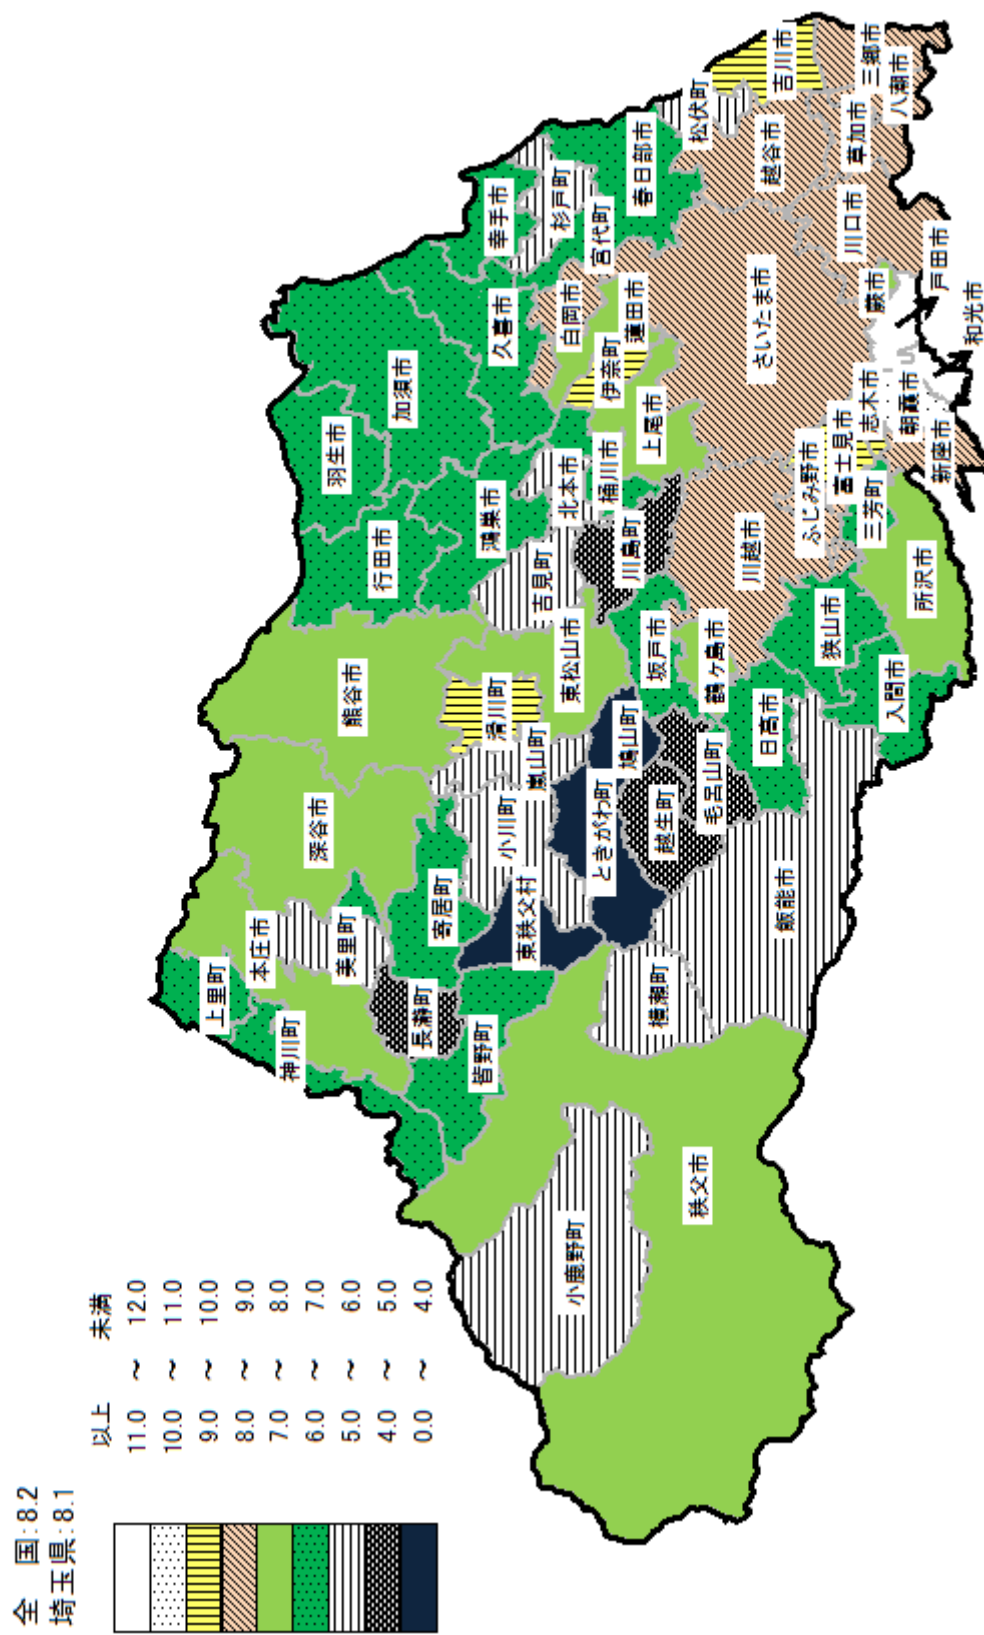 全　国:8.2
埼玉県:8.1
以上　未満
11.0 ～ 12.0
10.0 ～ 11.0
9.0 ～ 10.0
8.0 ～ 9.0
7.0 ～ 8.0
6.0 ～ 7.0
5.0 ～ 6.0
4.0 ～ 5.0
0.0 ～ 4.0
上里町
神川町
本庄市
美里町
深谷市
熊谷市
行田市
羽生市
加須市
長瀞町
皆野町
寄居町
東秩父村
小川町
嵐山町
滑川町
東松山市
吉見町
鴻巣市
北本市
桶川市
久喜市
幸手市
杉戸町
宮代町
白岡市
蓮田市
伊奈町
上尾市
春日部市
松伏町
吉川市
越谷市
さいたま市
川島町
川越市
坂戸市
鶴ヶ島市
鳩山町
ときがわ町
越生町
毛呂山町
日高市
飯能市
横瀬町
小鹿野町
秩父市
狭山市
入間市
所沢市
三芳町
ふじみ野市
富士見市
志木市
朝霞市
新座市
和光市
戸田市
蕨市
川口市
草加市
八潮市
三郷市